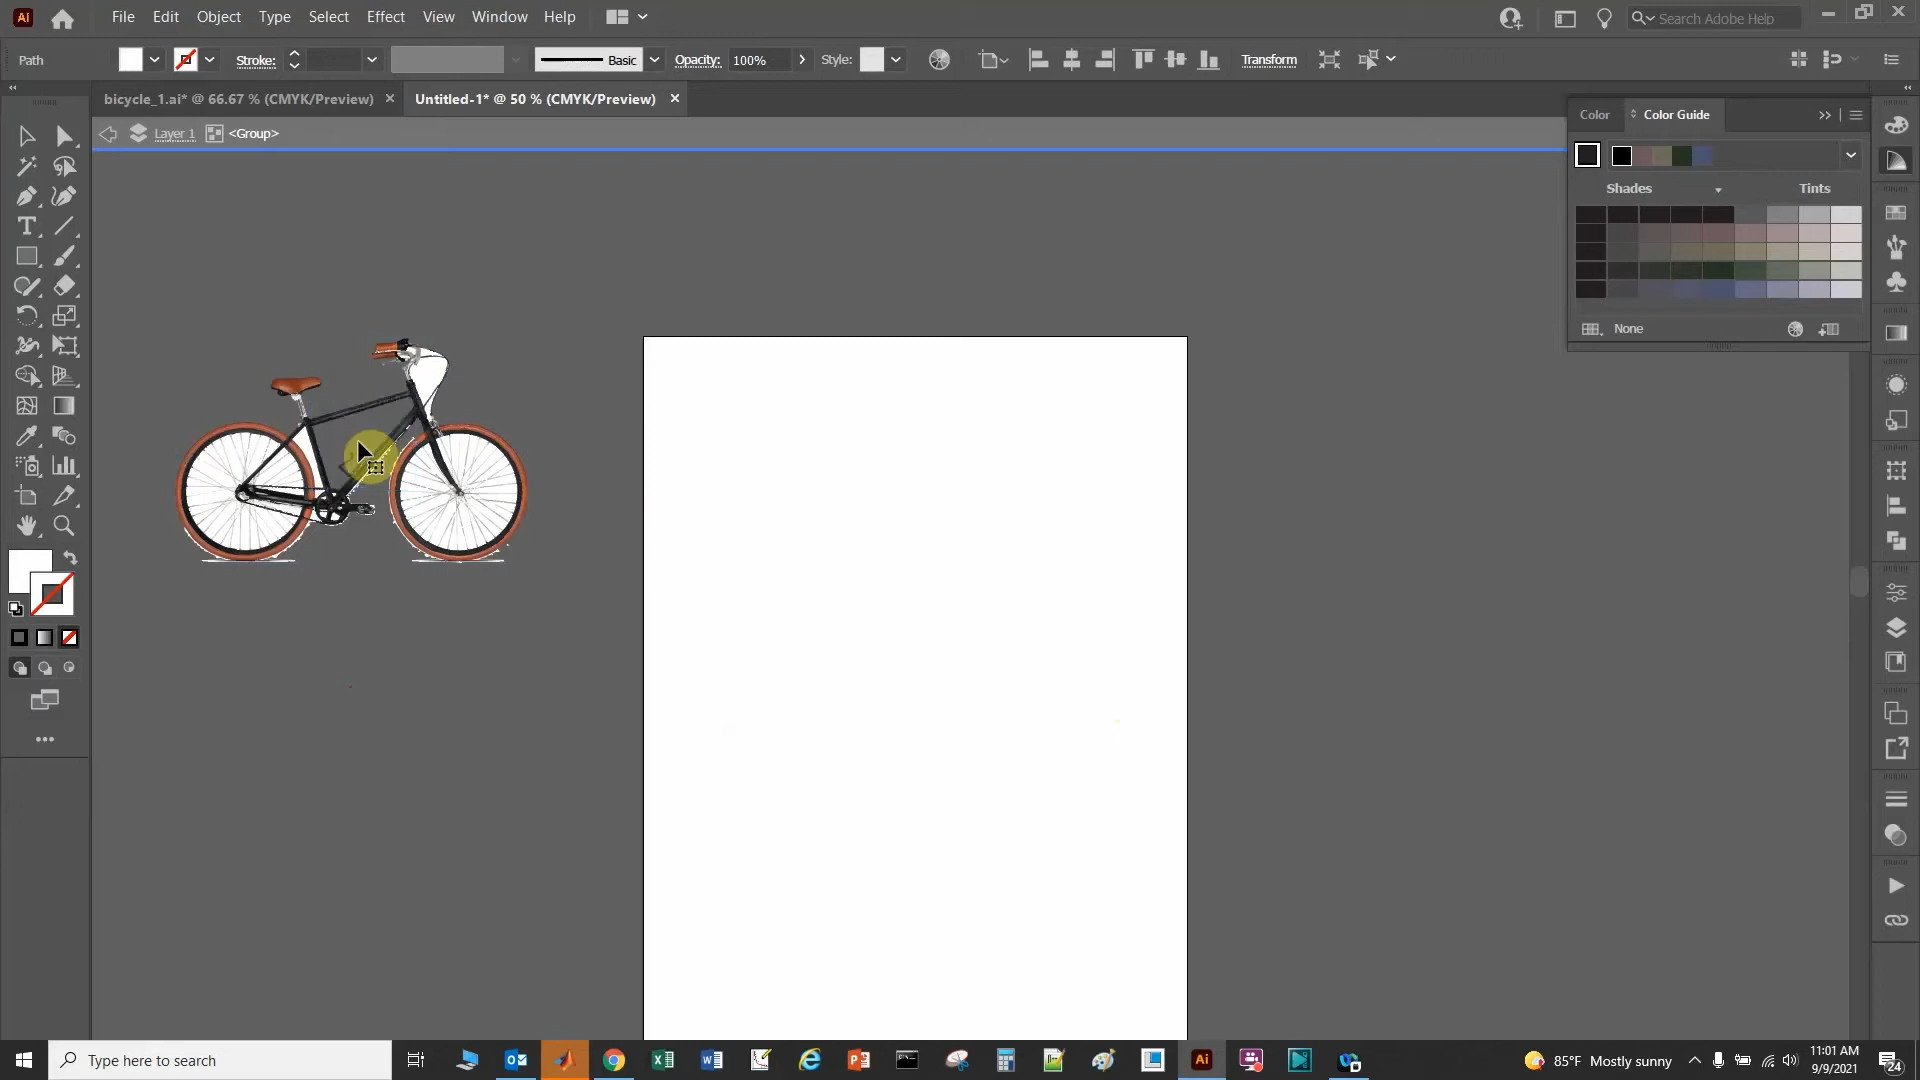 Ai File Edit Object Type Select Effect View Window Help Search Adobe Help
Path Stroke: Basic Opacity: 100% Style: Transform
bicycle_1.ai* @ 66.67 % (CMYK/Preview) × Untitled-1* @ 50 % (CMYK/Preview) ×
Layer 1 <Group>
Color Color Guide
Shades Tints
None
Type here to search
Ai
85°F Mostly sunny
11:01 AM
9/9/2021
24